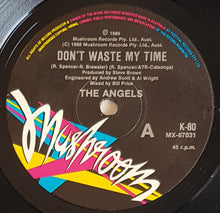 ℗ 1986
Mushroom Records Pty. Ltd., Aust.
(C) 1986 Mushroom Records Pty. Ltd., Aust.
DON'T WASTE MY TIME
(R. Spencer-R. Brewster)
(R. Spencer/ATR-Catsongs)
Produced by Steve Brown
Engineered by Andrew Scott & Al Wright
Mixed by Bill Price
THE ANGELS
A
K-80
MX-67031
45 r.p.m.
Mushroom